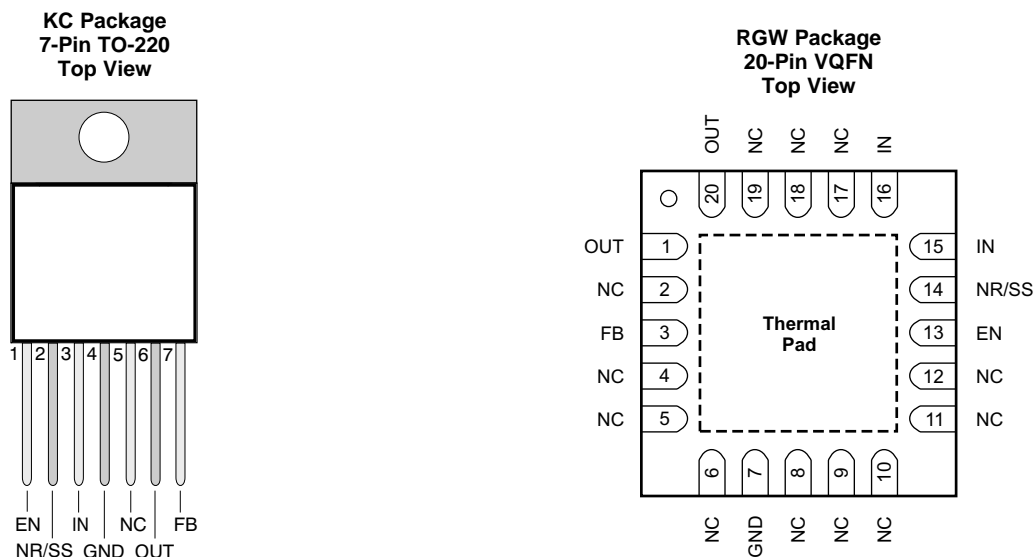 KC Package
7-Pin TO-220
Top View
1 2 3 4 5 6 7
EN IN NC FB
NR/SS GND OUT
RGW Package
20-Pin VQFN
Top View
OUT NC NC NC IN
20 19 18 17 16
OUT 1 15 IN
NC 2 14 NR/SS
FB 3 13 EN
NC 4 12 NC
NC 5 11 NC
Thermal
Pad
6 7 8 9 10
NC GND NC NC NC